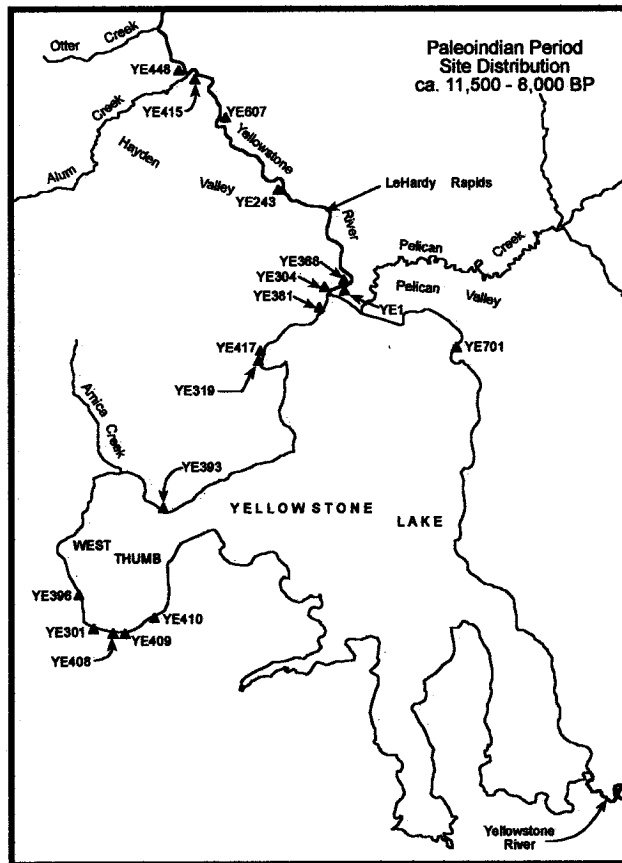 Paleoindian Period
Site Distribution
ca. 11,500 - 8,000 BP
Otter Creek
YE448
YE415
YE607
Alum Creek
Hayden Valley
Yellowstone River
YE243
LeHardy Rapids
YE368
YE304
YE381
YE1
Pelican Creek
Pelican Valley
YE417
YE319
YE701
Arnica Creek
YE393
YELLOWSTONE LAKE
WEST THUMB
YE396
YE301
YE408
YE409
YE410
Yellowstone
River